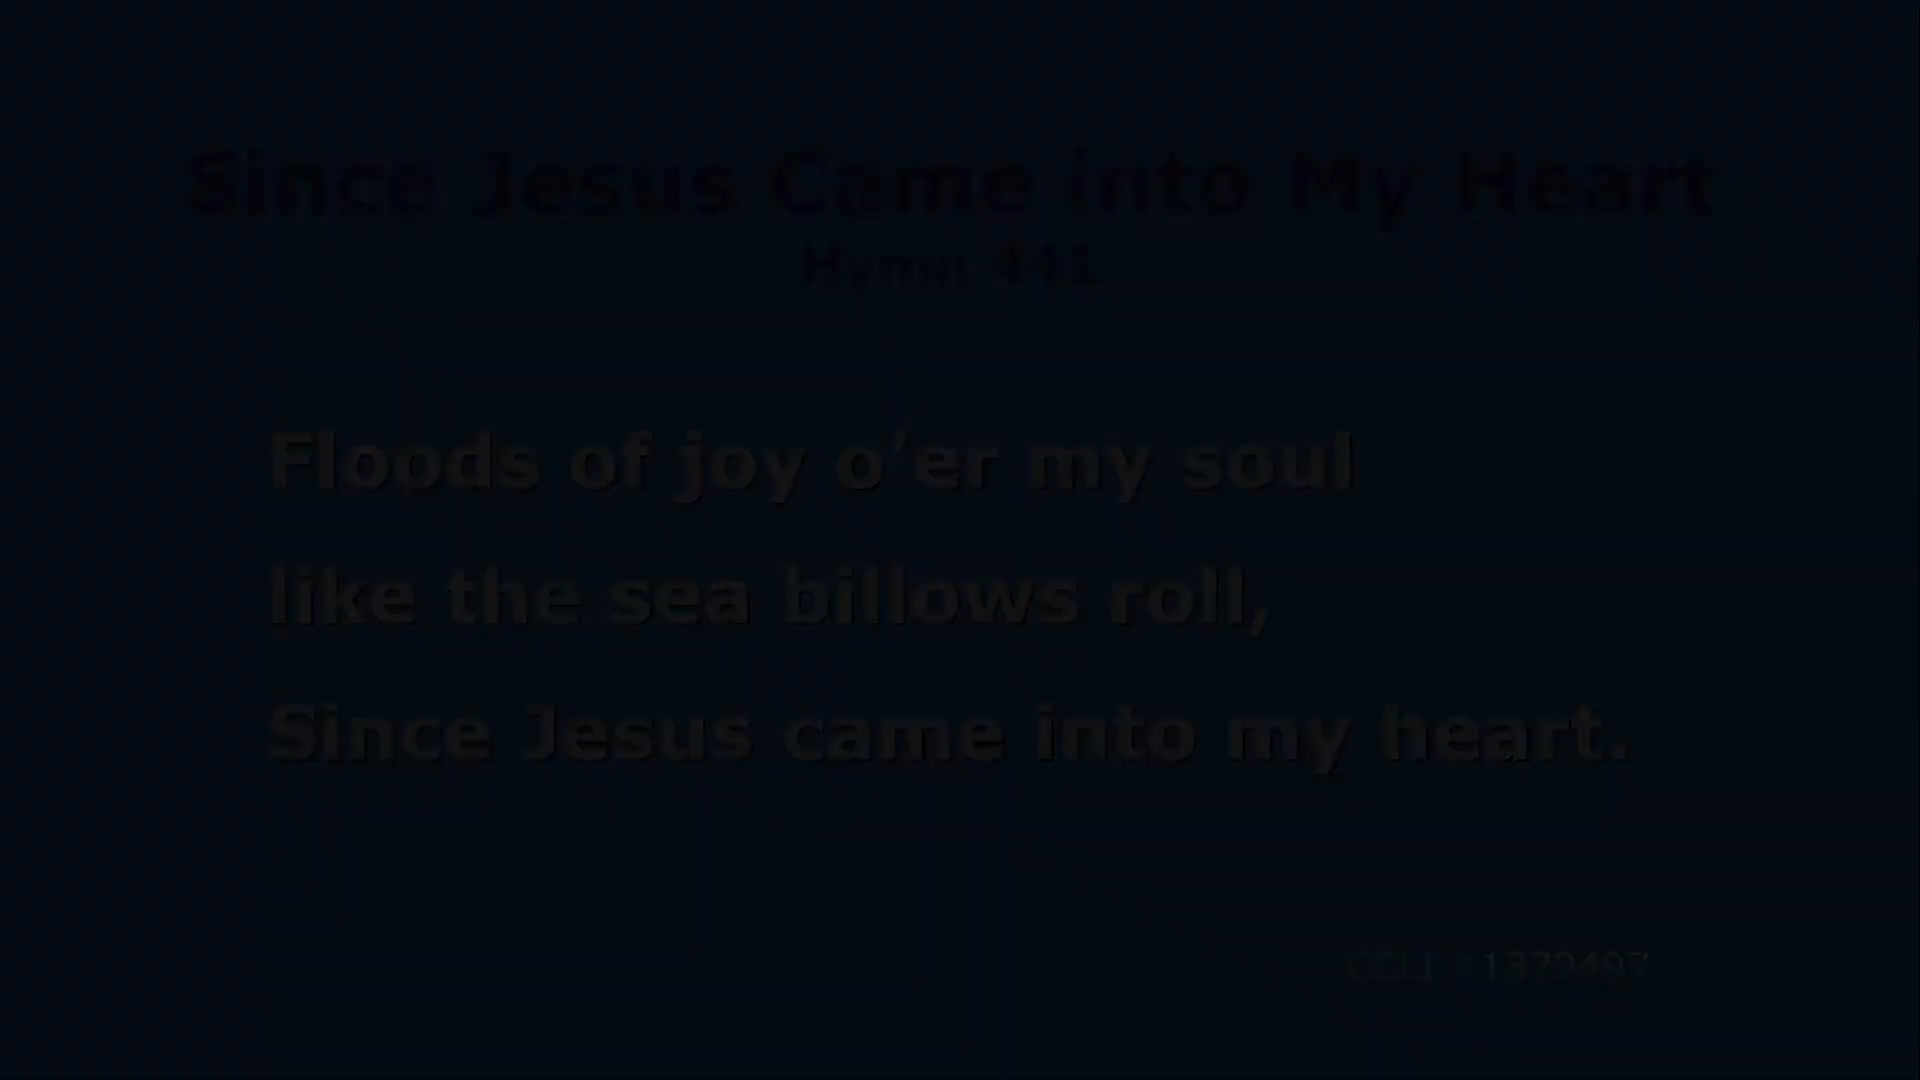 Since Jesus Came into My Heart
Hymn 441
Floods of joy o’er my soul
like the sea billows roll,
Since Jesus came into my heart.
CCLI #1370407